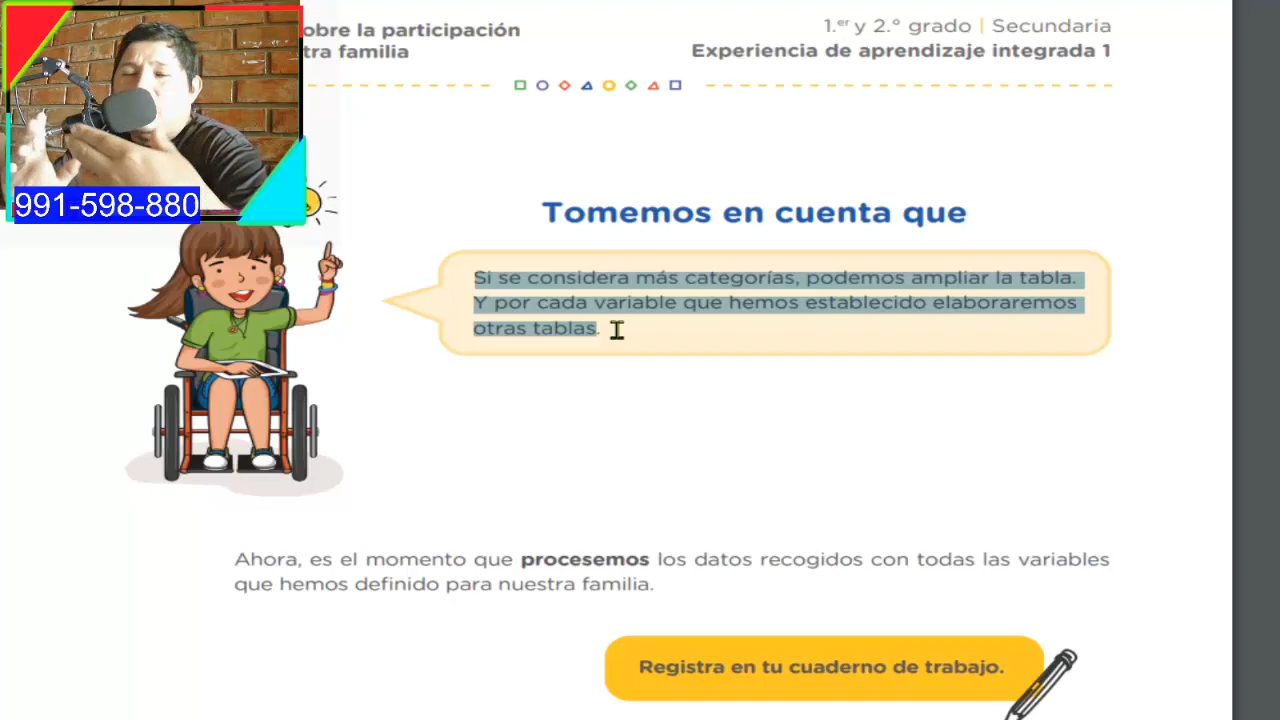 obre la participación
tra familia
1.er y 2.° grado | Secundaria
Experiencia de aprendizaje integrada 1
991-598-880
Tomemos en cuenta que
Si se considera más categorías, podemos ampliar la tabla.
Y por cada variable que hemos establecido elaboraremos
otras tablas.
Ahora, es el momento que procesemos los datos recogidos con todas las variables
que hemos definido para nuestra familia.
Registra en tu cuaderno de trabajo.